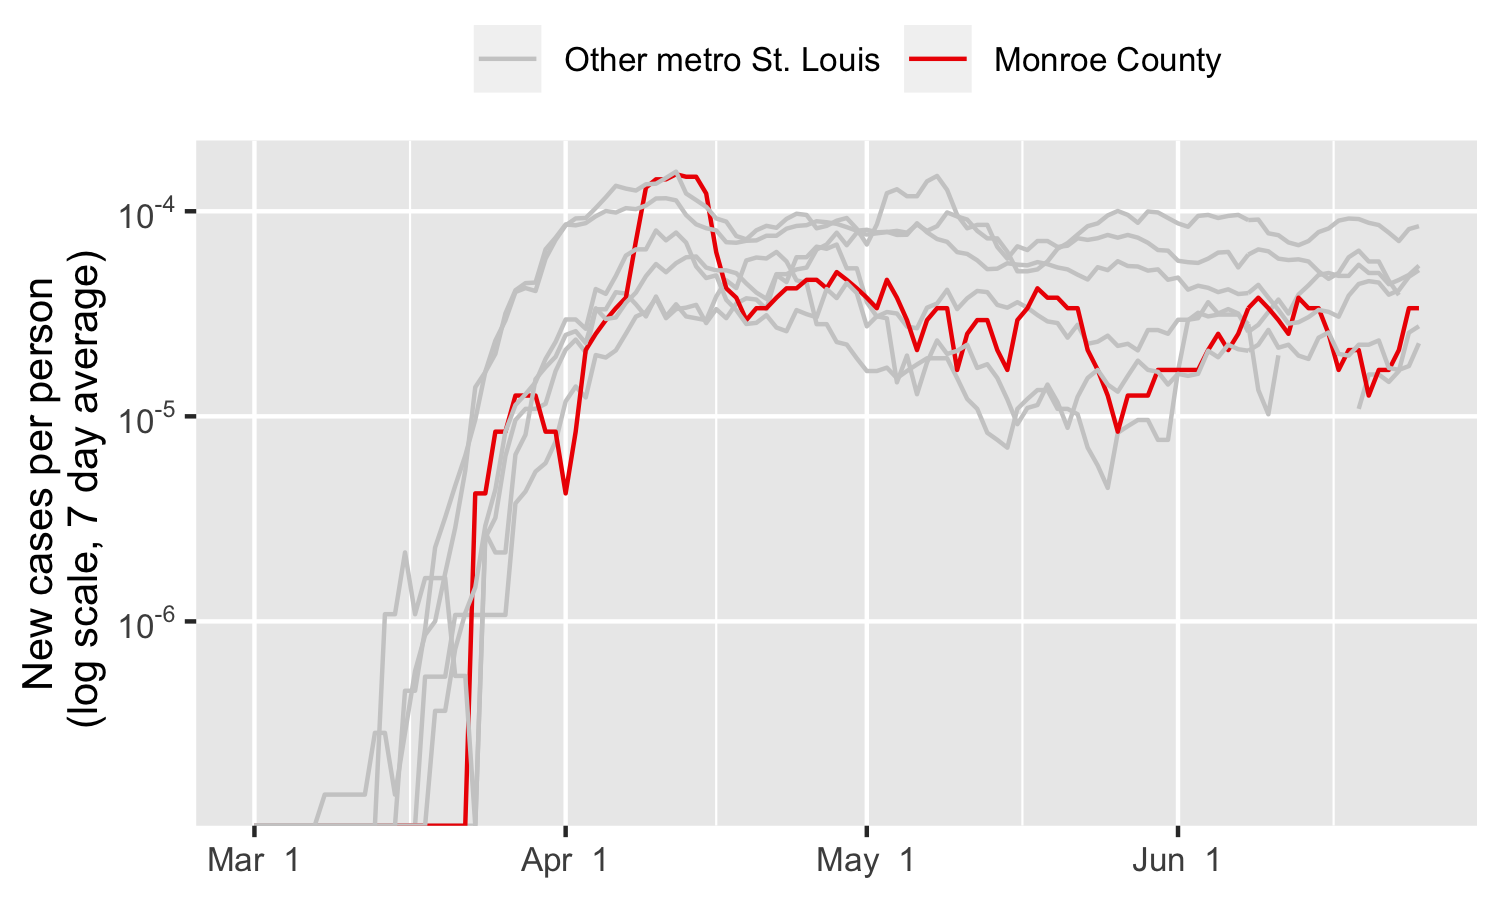 Other metro St. Louis
Monroe County
New cases per person
(log scale, 7 day average)
10-4
10-5
10-6
Mar 1
Apr 1
May 1
Jun 1